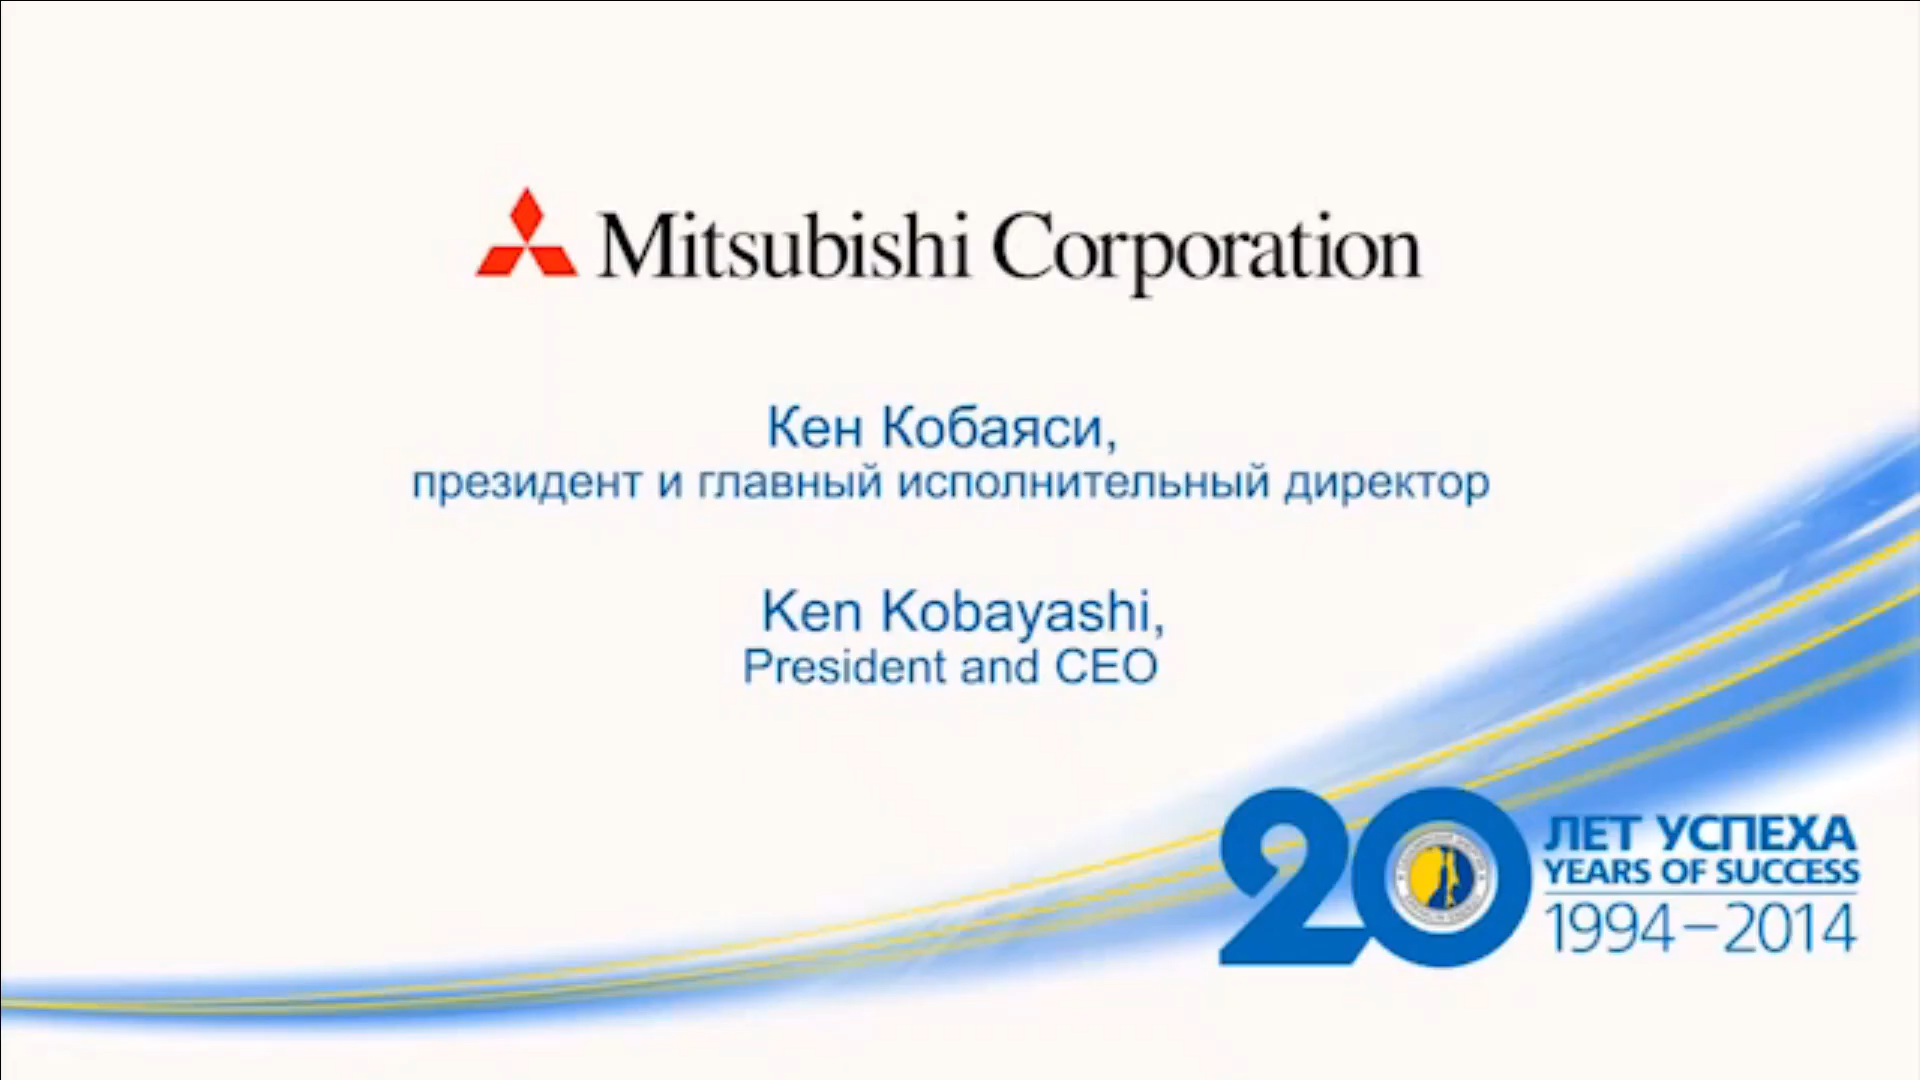 Mitsubishi Corporation
Кен Кобаяси,
президент и главный исполнительный директор
Ken Kobayashi,
President and CEO
20
ЛЕТ УСПЕХА
YEARS OF SUCCESS
1994–2014